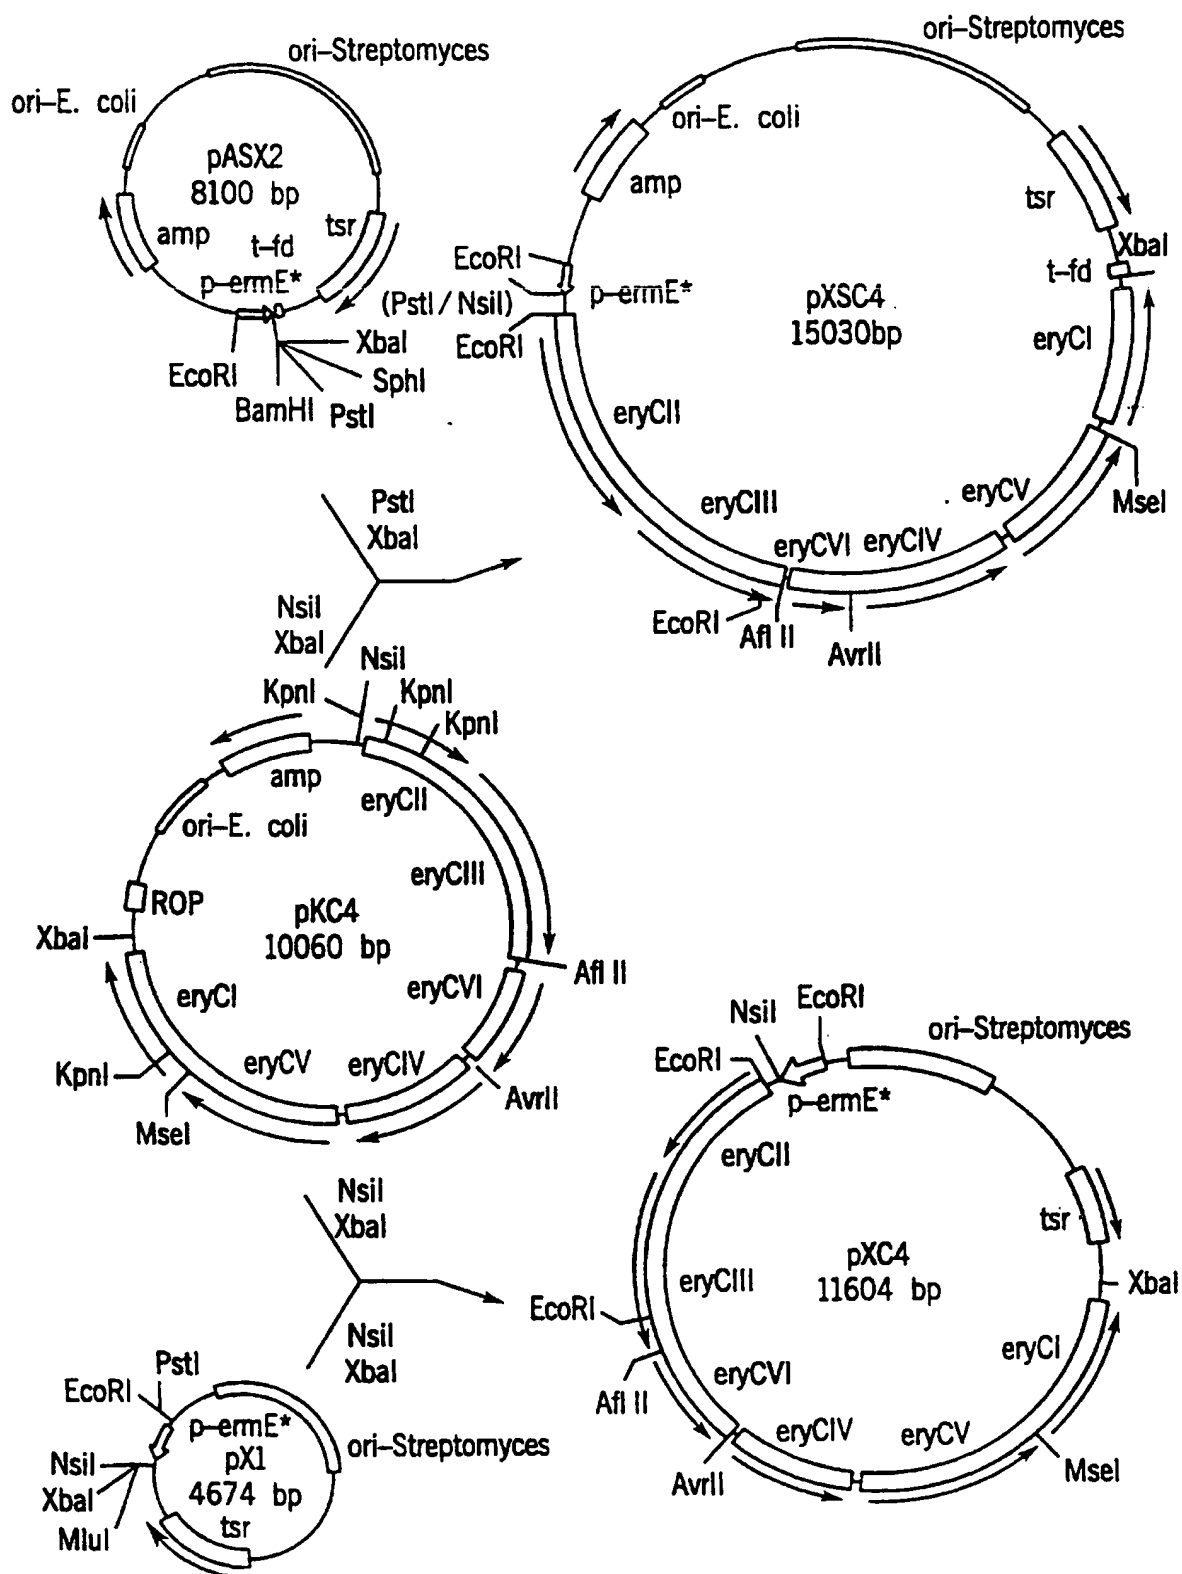 ori-Streptomyces
ori-E. coli
pASX2
8100 bp
amp
t-fd
tsr
p-ermE*
EcoRI
BamHI
PstI
SphI
XbaI
ori-Streptomyces
ori-E. coli
amp
tsr
XbaI
t-fd
EcoRI
p-ermE*
(PstI/NsiI)
EcoRI
pXSC4
15030bp
eryCI
eryCII
MseI
eryCV
eryCIII
eryCVI
eryCIV
EcoRI
Afl II
AvrII
PstI
XbaI
NsiI
XbaI
NsiI
KpnI
KpnI
KpnI
amp
eryCII
ori-E. coli
eryCIII
ROP
pKC4
10060 bp
XbaI
Afl II
eryCI
eryCVI
KpnI
eryCV
eryCIV
AvrII
MseI
NsiI
XbaI
NsiI
XbaI
EcoRI
NsiI
ori-Streptomyces
EcoRI
p-ermE*
eryCII
tsr
pXC4
11604 bp
XbaI
eryCIII
EcoRI
eryCI
Afl II
eryCVI
eryCIV
eryCV
AvrII
MseI
PstI
EcoRI
p-ermE*
ori-Streptomyces
pX1
4674 bp
NsiI
XbaI
MluI
tsr